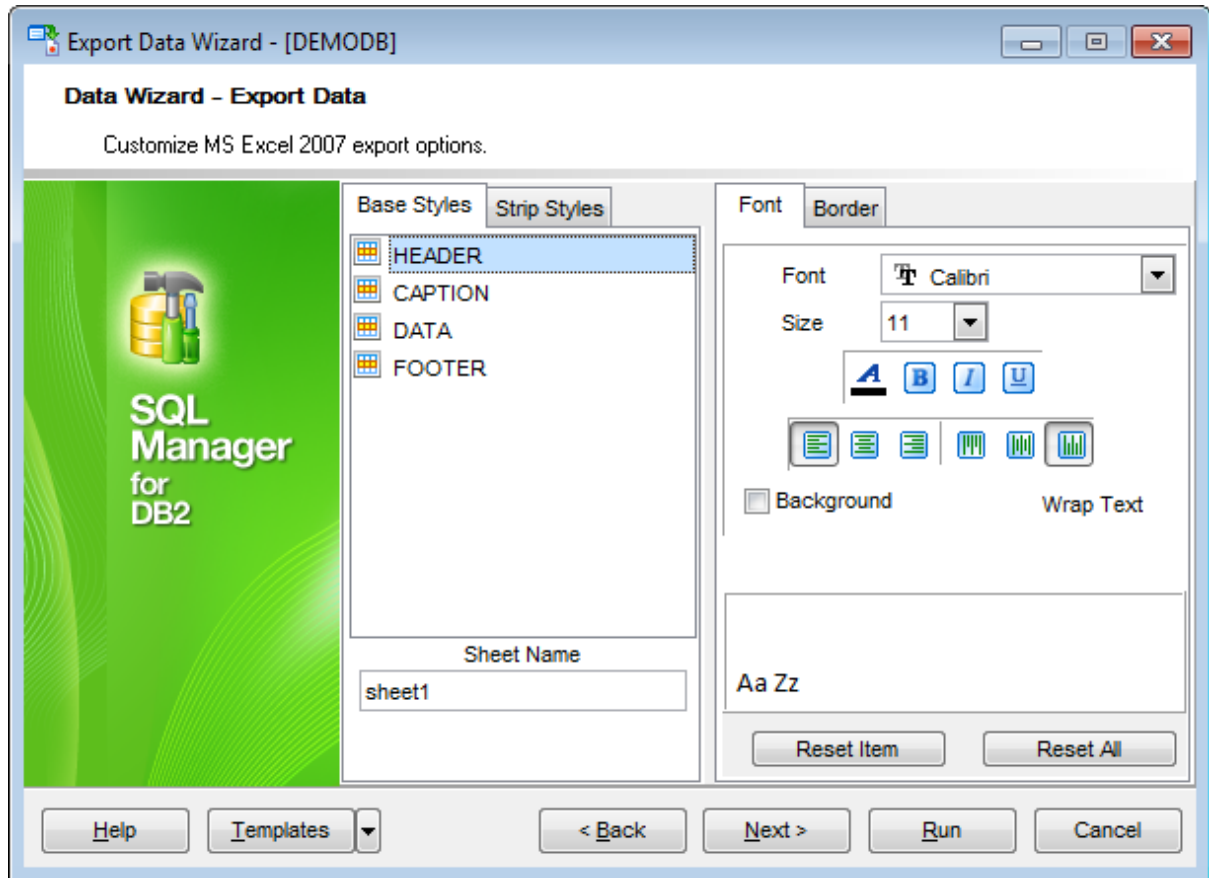 Export Data Wizard - [DEMODB]
Data Wizard - Export Data
Customize MS Excel 2007 export options.
SQL
Manager
for
DB2
Base Styles Strip Styles
HEADER
CAPTION
DATA
FOOTER
Sheet Name
sheet1
Font Border
Font Calibri
Size 11
A B I U
Background Wrap Text
Aa Zz
Reset Item Reset All
Help Templates < Back Next > Run Cancel